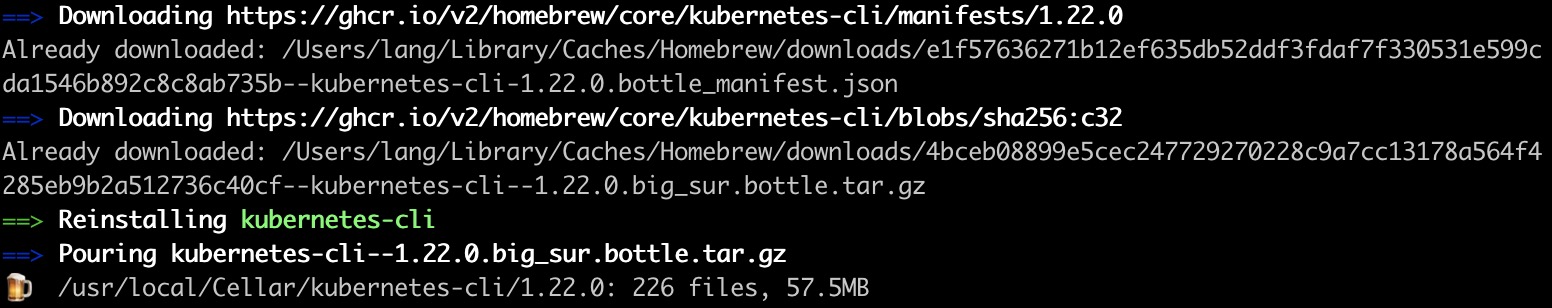 ==> Downloading https://ghcr.io/v2/homebrew/core/kubernetes-cli/manifests/1.22.0
Already downloaded: /Users/lang/Library/Caches/Homebrew/downloads/e1f57636271b12ef635db52ddf3fdaf7f330531e599c
da1546b892c8c8ab735b--kubernetes-cli-1.22.0.bottle_manifest.json
==> Downloading https://ghcr.io/v2/homebrew/core/kubernetes-cli/blobs/sha256:c32
Already downloaded: /Users/lang/Library/Caches/Homebrew/downloads/4bceb08899e5cec247729270228c9a7cc13178a564f4
285eb9b2a512736c40cf--kubernetes-cli--1.22.0.big_sur.bottle.tar.gz
==> Reinstalling kubernetes-cli
==> Pouring kubernetes-cli--1.22.0.big_sur.bottle.tar.gz
🍺 /usr/local/Cellar/kubernetes-cli/1.22.0: 226 files, 57.5MB